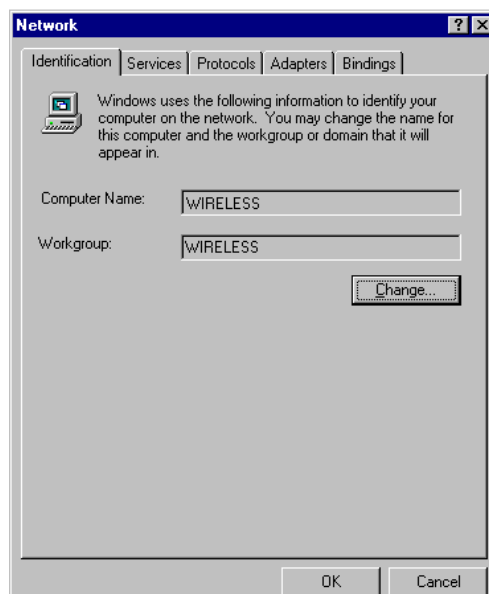 Network
Identification Services Protocols Adapters Bindings
Windows uses the following information to identify your
computer on the network. You may change the name for
this computer and the workgroup or domain that it will
appear in.
Computer Name: WIRELESS
Workgroup: WIRELESS
Change...
OK Cancel